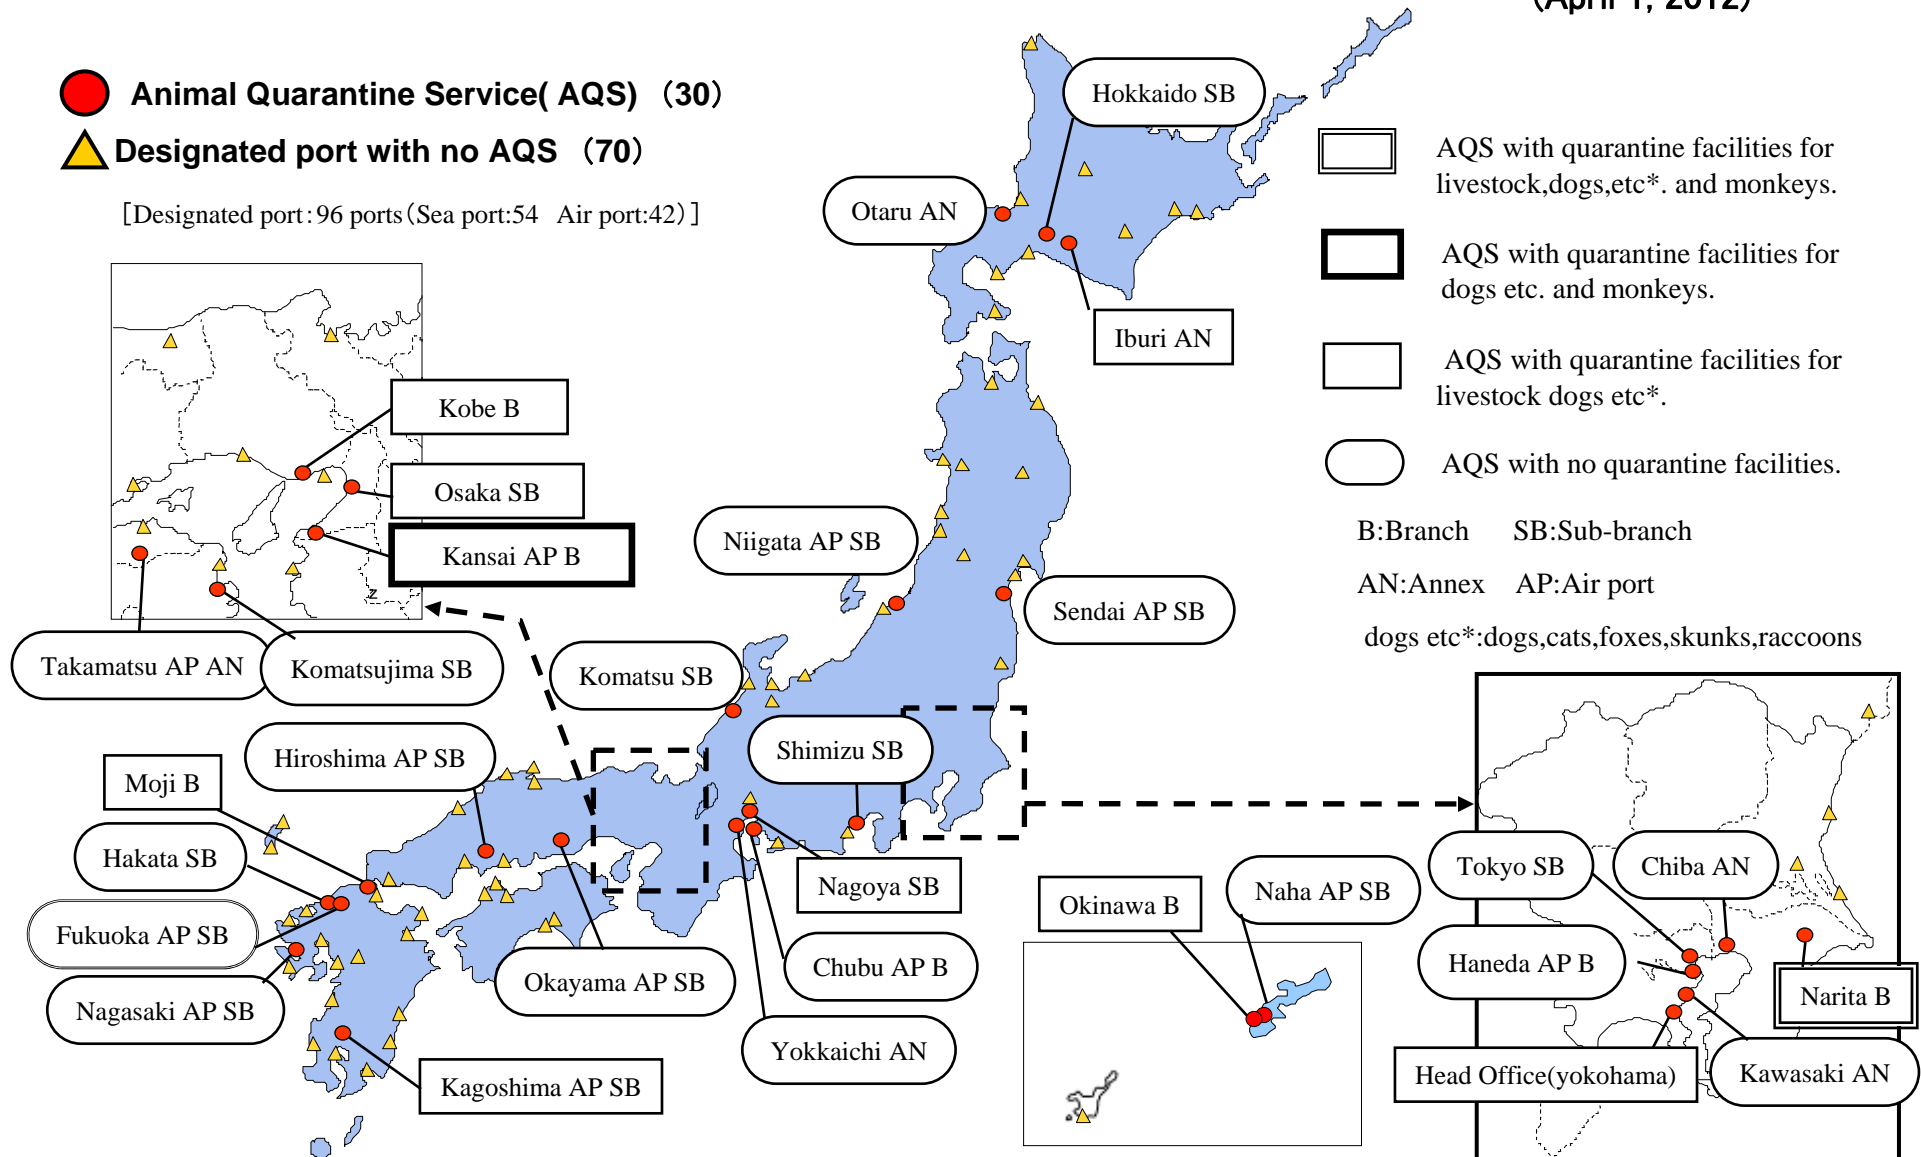 (April 1, 2012)
Animal Quarantine Service( AQS) （30）
Designated port with no AQS （70）
［Designated port：96 ports（Sea port:54 Air port:42）］
Hokkaido SB
Otaru AN
Iburi AN
AQS with quarantine facilities for
livestock,dogs,etc*. and monkeys.
AQS with quarantine facilities for
dogs etc. and monkeys.
AQS with quarantine facilities for
livestock dogs etc*.
AQS with no quarantine facilities.
B:Branch SB:Sub-branch
AN:Annex AP:Air port
dogs etc*:dogs,cats,foxes,skunks,raccoons
Kobe B
Osaka SB
Kansai AP B
z
Takamatsu AP AN
Komatsujima SB
Niigata AP SB
Sendai AP SB
Komatsu SB
Shimizu SB
Hiroshima AP SB
Moji B
Hakata SB
Fukuoka AP SB
Nagasaki AP SB
Kagoshima AP SB
Okayama AP SB
Nagoya SB
Chubu AP B
Yokkaichi AN
Okinawa B
Naha AP SB
Tokyo SB
Chiba AN
Haneda AP B
Narita B
Head Office(yokohama)
Kawasaki AN